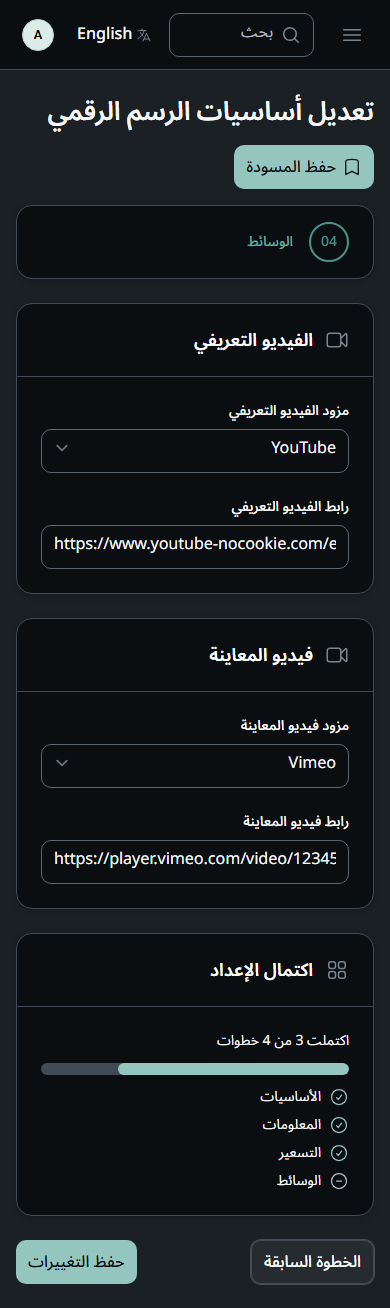 بحث
English
A
تعديل أساسيات الرسم الرقمي
حفظ المسودة
04
الوسائط
الفيديو التعريفي
مزود الفيديو التعريفي
YouTube
رابط الفيديو التعريفي
https://www.youtube-nocookie.com/e
فيديو المعاينة
مزود فيديو المعاينة
Vimeo
رابط فيديو المعاينة
https://player.vimeo.com/video/12345
اكتمال الإعداد
اكتملت 3 من 4 خطوات
الأساسيات
المعلومات
التسعير
الوسائط
الخطوة السابقة
حفظ التغييرات